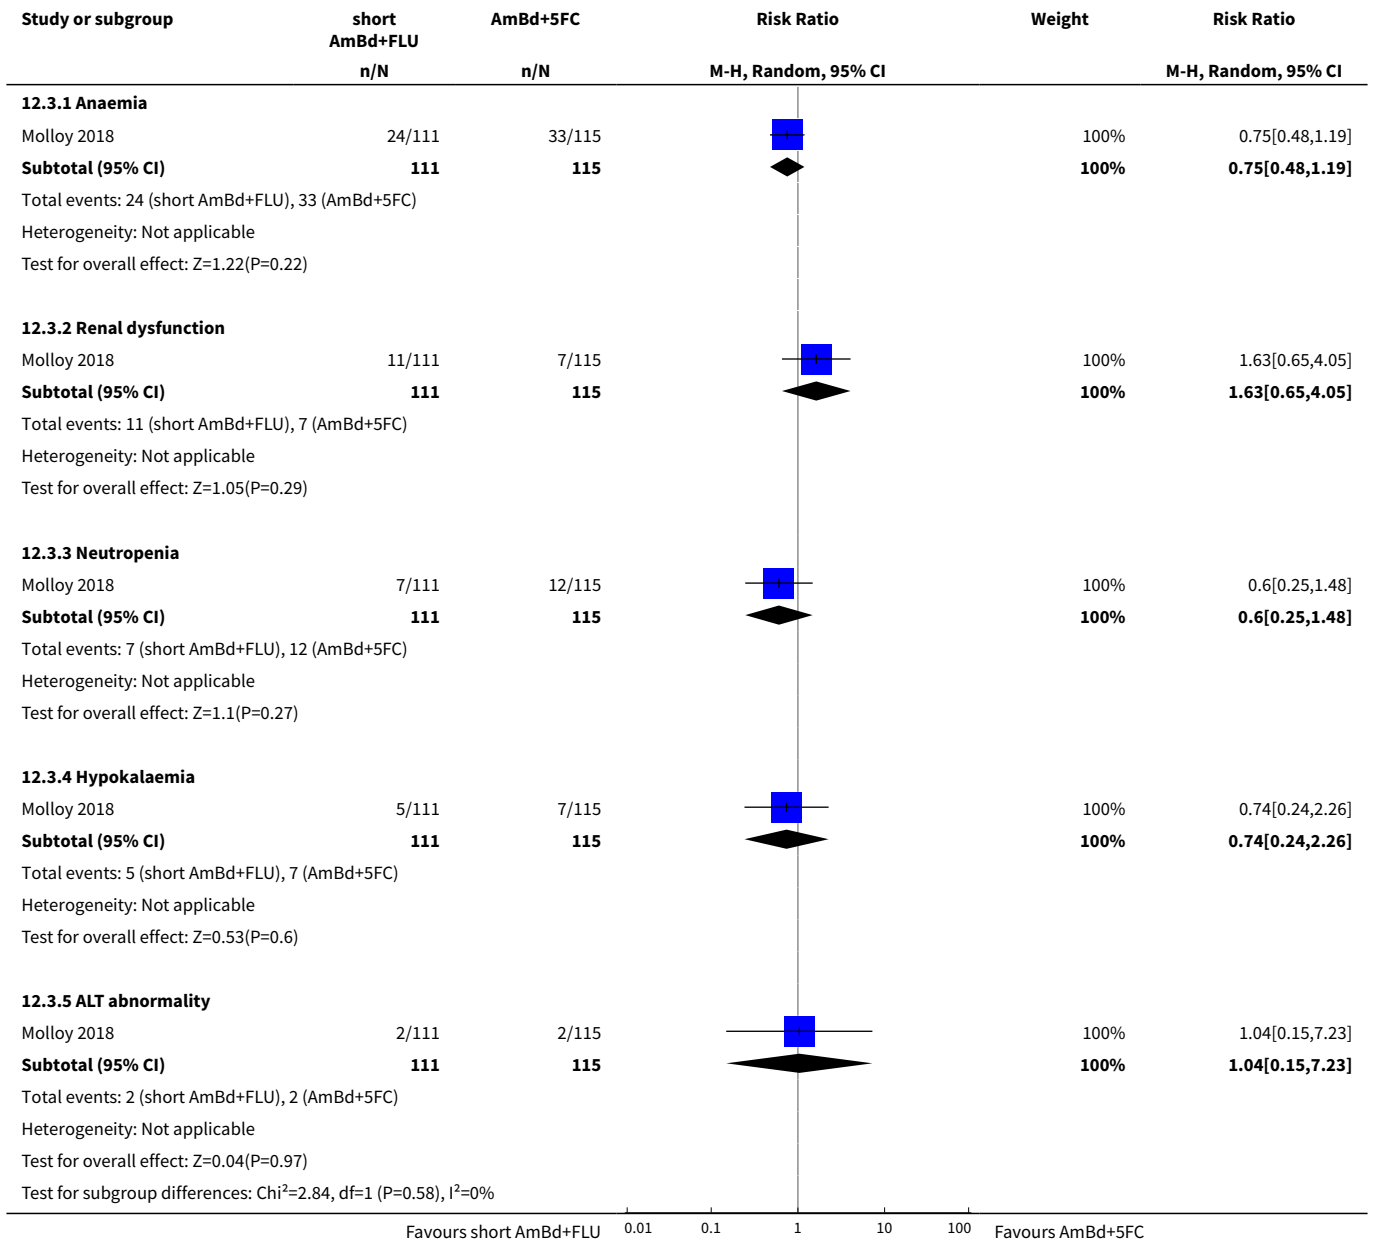 Study or subgroup short AmBd+FLU AmBd+5FC Risk Ratio Weight Risk Ratio
n/N n/N M-H, Random, 95% CI M-H, Random, 95% CI
12.3.1 Anaemia
Molloy 2018 24/111 33/115 100% 0.75[0.48,1.19]
Subtotal (95% CI) 111 115 100% 0.75[0.48,1.19]
Total events: 24 (short AmBd+FLU), 33 (AmBd+5FC)
Heterogeneity: Not applicable
Test for overall effect: Z=1.22(P=0.22)
12.3.2 Renal dysfunction
Molloy 2018 11/111 7/115 100% 1.63[0.65,4.05]
Subtotal (95% CI) 111 115 100% 1.63[0.65,4.05]
Total events: 11 (short AmBd+FLU), 7 (AmBd+5FC)
Heterogeneity: Not applicable
Test for overall effect: Z=1.05(P=0.29)
12.3.3 Neutropenia
Molloy 2018 7/111 12/115 100% 0.6[0.25,1.48]
Subtotal (95% CI) 111 115 100% 0.6[0.25,1.48]
Total events: 7 (short AmBd+FLU), 12 (AmBd+5FC)
Heterogeneity: Not applicable
Test for overall effect: Z=1.1(P=0.27)
12.3.4 Hypokalaemia
Molloy 2018 5/111 7/115 100% 0.74[0.24,2.26]
Subtotal (95% CI) 111 115 100% 0.74[0.24,2.26]
Total events: 5 (short AmBd+FLU), 7 (AmBd+5FC)
Heterogeneity: Not applicable
Test for overall effect: Z=0.53(P=0.6)
12.3.5 ALT abnormality
Molloy 2018 2/111 2/115 100% 1.04[0.15,7.23]
Subtotal (95% CI) 111 115 100% 1.04[0.15,7.23]
Total events: 2 (short AmBd+FLU), 2 (AmBd+5FC)
Heterogeneity: Not applicable
Test for overall effect: Z=0.04(P=0.97)
Test for subgroup differences: Chi²=2.84, df=1 (P=0.58), I²=0%
Favours short AmBd+FLU 0.01 0.1 1 10 100 Favours AmBd+5FC